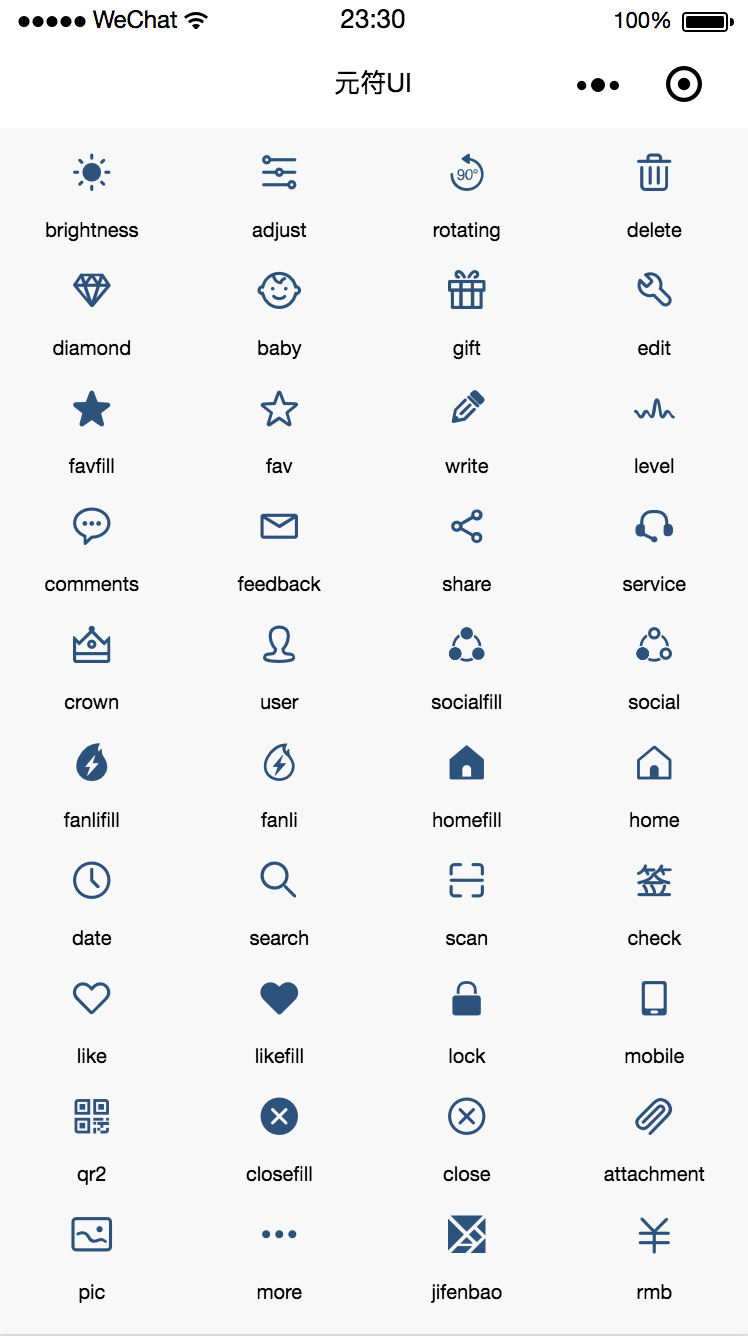 WeChat 23:30 100%
元符UI
90°
brightness adjust rotating delete
diamond baby gift edit
favfill fav write level
comments feedback share service
crown user socialfill social
fanlifill fanli homefill home
签
date search scan check
like likefill lock mobile
qr2 closefill close attachment
pic more jifenbao rmb